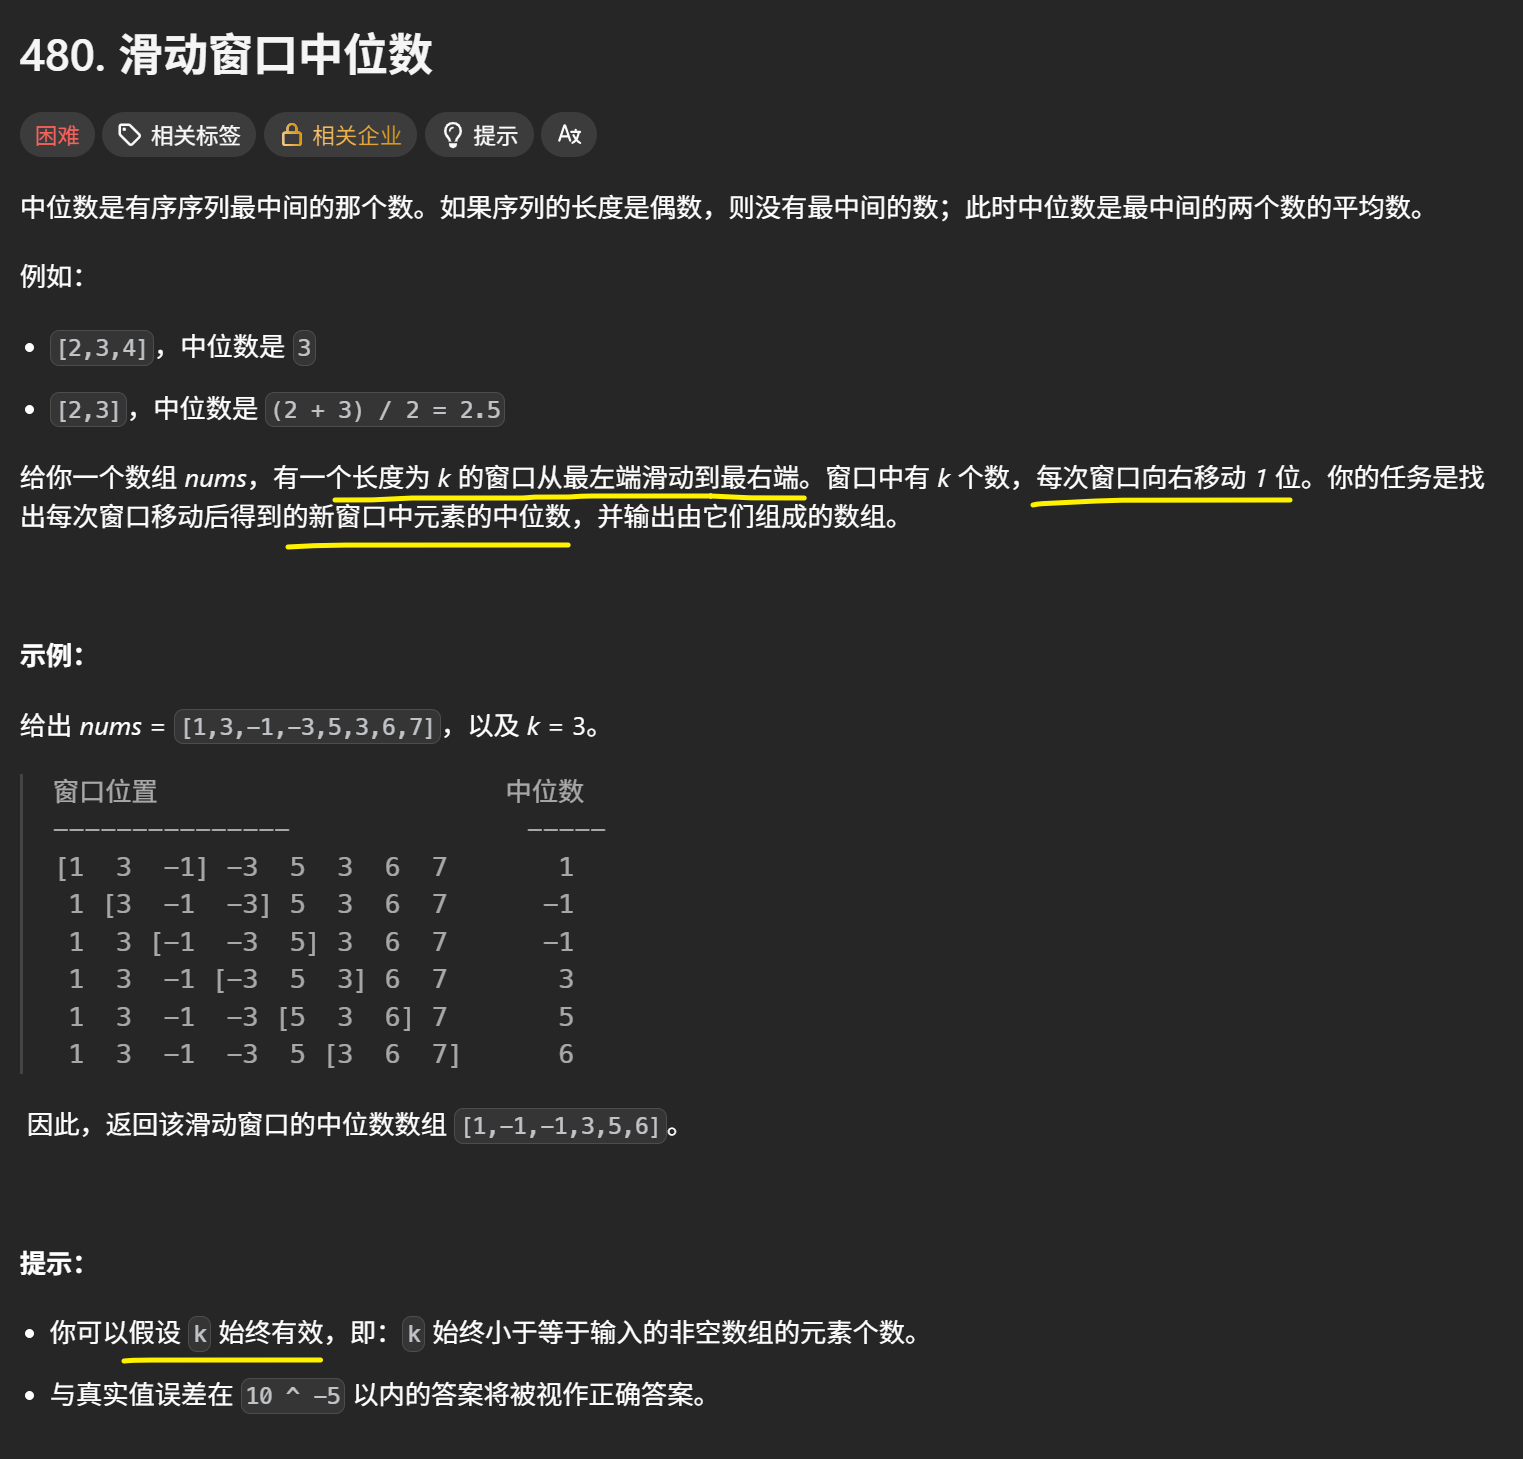 480. 滑动窗口中位数
困难 相关标签 相关企业 提示 A文
中位数是有序序列最中间的那个数。如果序列的长度是偶数，则没有最中间的数；此时中位数是最中间的两个数的平均数。
例如：
• [2,3,4]，中位数是 3
• [2,3]，中位数是 (2 + 3) / 2 = 2.5
给你一个数组 nums，有一个长度为 k 的窗口从最左端滑动到最右端。窗口中有 k 个数，每次窗口向右移动 1 位。你的任务是找
出每次窗口移动后得到的新窗口中元素的中位数，并输出由它们组成的数组。
示例：
给出 nums = [1,3,-1,-3,5,3,6,7]，以及 k = 3。
窗口位置 中位数
--------------- -----
[1 3 -1] -3 5 3 6 7 1
1 [3 -1 -3] 5 3 6 7 -1
1 3 [-1 -3 5] 3 6 7 -1
1 3 -1 [-3 5 3] 6 7 3
1 3 -1 -3 [5 3 6] 7 5
1 3 -1 -3 5 [3 6 7] 6
因此，返回该滑动窗口的中位数数组 [1,-1,-1,3,5,6]。
提示：
• 你可以假设 k 始终有效，即：k 始终小于等于输入的非空数组的元素个数。
• 与真实值误差在 10 ^ -5 以内的答案将被视作正确答案。